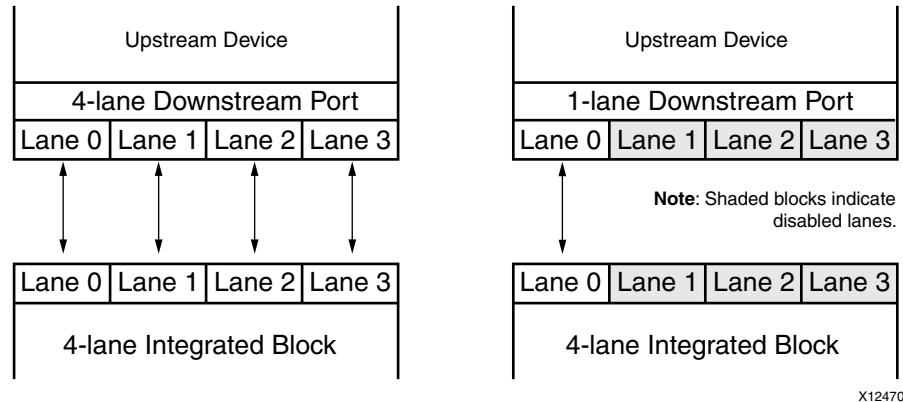 Upstream Device
4-lane Downstream Port
Lane 0 Lane 1 Lane 2 Lane 3
Lane 0 Lane 1 Lane 2 Lane 3
4-lane Integrated Block
Upstream Device
1-lane Downstream Port
Lane 0 Lane 1 Lane 2 Lane 3
Note: Shaded blocks indicate
disabled lanes.
Lane 0 Lane 1 Lane 2 Lane 3
4-lane Integrated Block
X12470